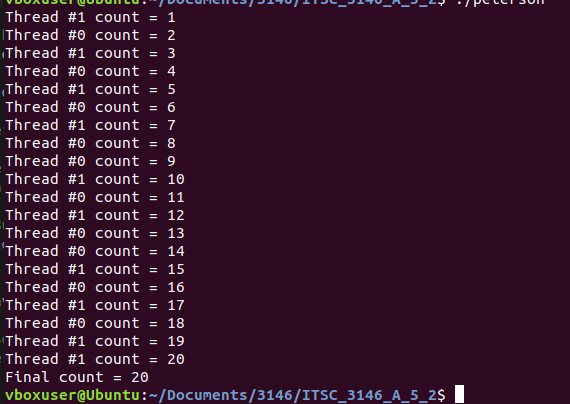 vboxuser@Ubuntu:~/Documents/3146/ITSC_3146_A_5_2$ ./peterson
Thread #1 count = 1
Thread #0 count = 2
Thread #1 count = 3
Thread #0 count = 4
Thread #1 count = 5
Thread #0 count = 6
Thread #1 count = 7
Thread #0 count = 8
Thread #0 count = 9
Thread #1 count = 10
Thread #0 count = 11
Thread #1 count = 12
Thread #0 count = 13
Thread #0 count = 14
Thread #1 count = 15
Thread #0 count = 16
Thread #1 count = 17
Thread #0 count = 18
Thread #1 count = 19
Thread #1 count = 20
Final count = 20
vboxuser@Ubuntu:~/Documents/3146/ITSC_3146_A_5_2$